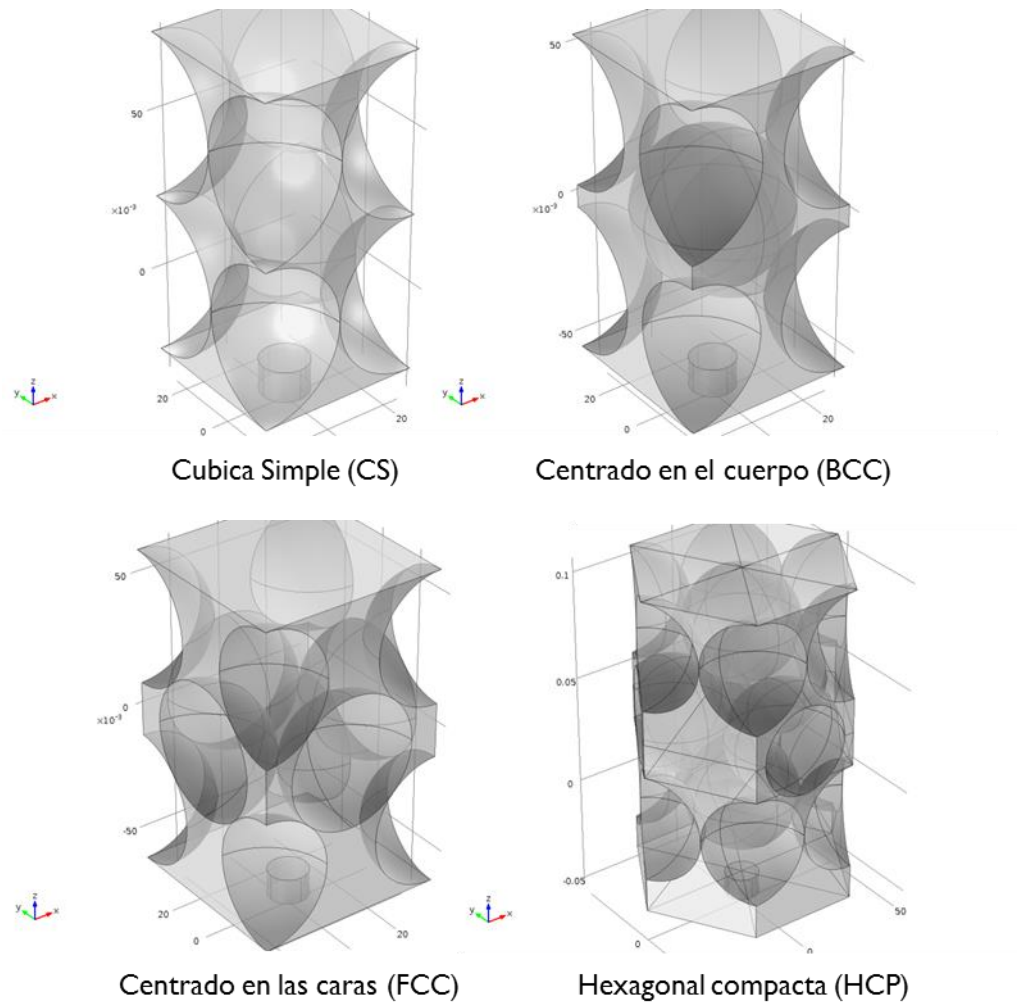 50
×10⁻³
0
20
0
20
z
y
x
Cubica Simple (CS)
50
0
×10⁻³
-50
20
0
20
z
y
x
Centrado en el cuerpo (BCC)
50
0
×10⁻³
-50
20
0
20
z
y
x
Centrado en las caras (FCC)
0.1
0.05
0
-0.05
0
0
50
z
y
x
Hexagonal compacta (HCP)